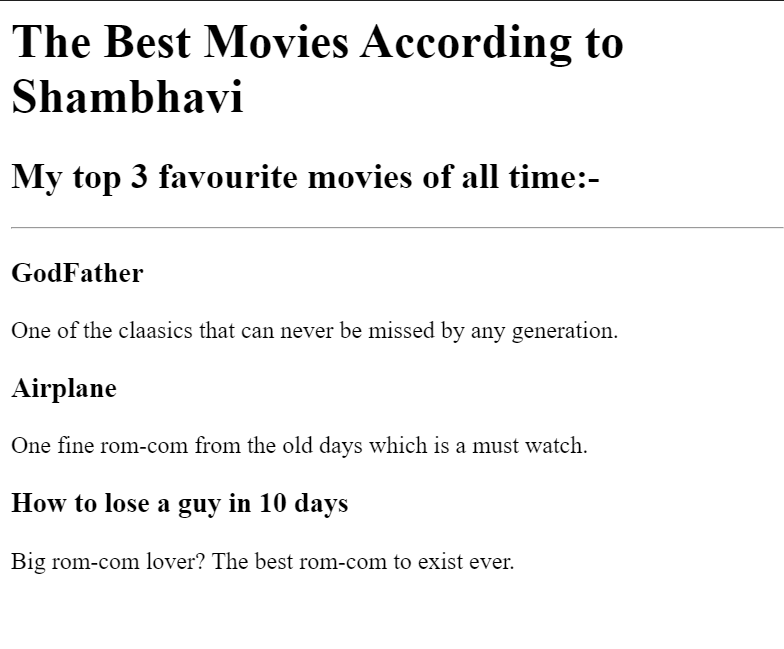 The Best Movies According to
Shambhavi
My top 3 favourite movies of all time:-
GodFather
One of the claasics that can never be missed by any generation.
Airplane
One fine rom-com from the old days which is a must watch.
How to lose a guy in 10 days
Big rom-com lover? The best rom-com to exist ever.